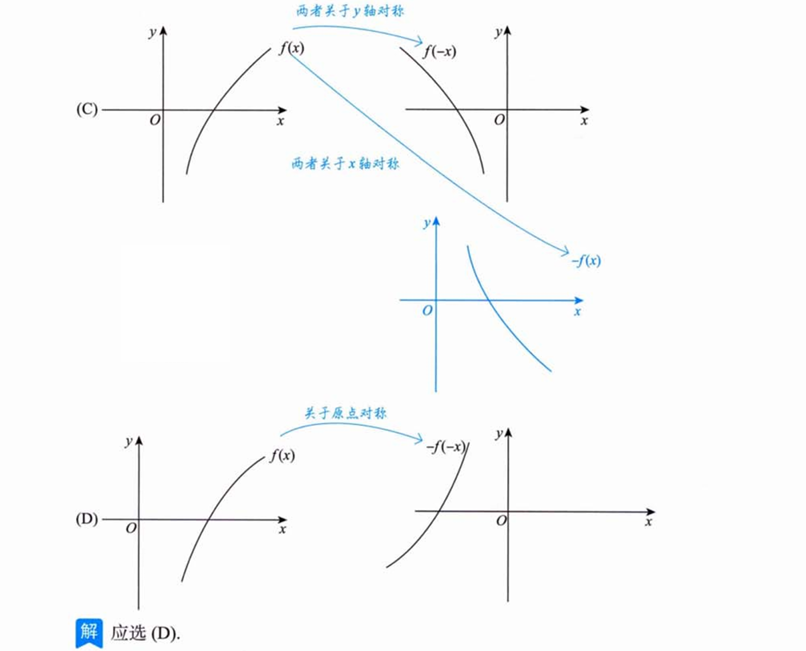 两者关于y轴对称
y
f(x)
y
f(-x)
(C)
O
x
O
x
两者关于x轴对称
y
-f(x)
O
x
关于原点对称
y
f(x)
-f(-x)
y
(D)
O
x
O
x
解 应选 (D).